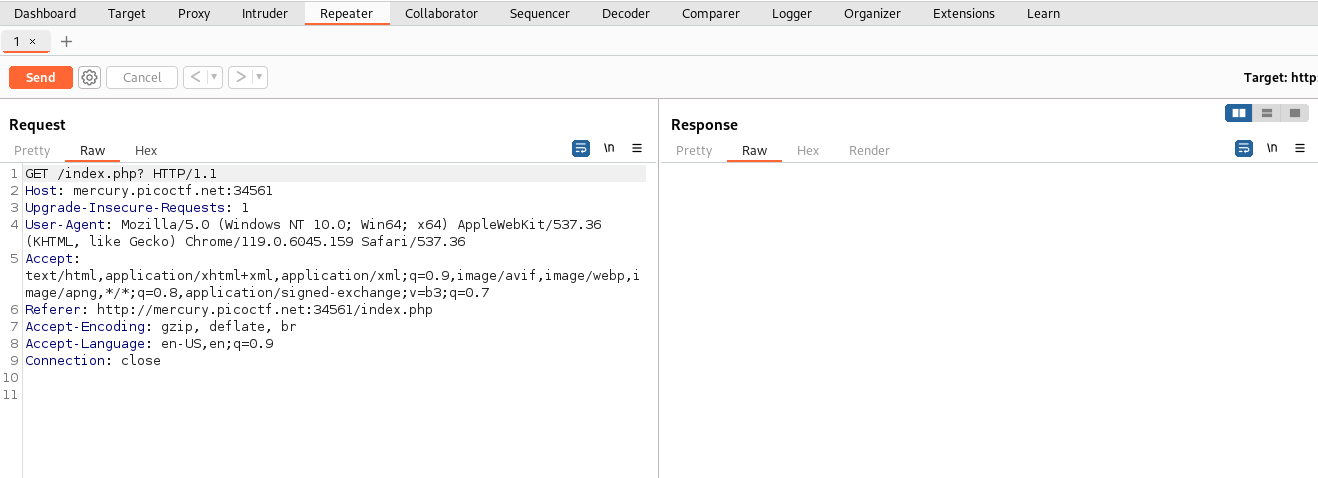 Dashboard Target Proxy Intruder Repeater Collaborator Sequencer Decoder Comparer Logger Organizer Extensions Learn
1 × +
Send Cancel < >
Target: http:
Request
Pretty Raw Hex \n
1 GET /index.php? HTTP/1.1
2 Host: mercury.picoctf.net:34561
3 Upgrade-Insecure-Requests: 1
4 User-Agent: Mozilla/5.0 (Windows NT 10.0; Win64; x64) AppleWebKit/537.36
(KHTML, like Gecko) Chrome/119.0.6045.159 Safari/537.36
5 Accept:
text/html,application/xhtml+xml,application/xml;q=0.9,image/avif,image/webp,i
mage/apng,*/*;q=0.8,application/signed-exchange;v=b3;q=0.7
6 Referer: http://mercury.picoctf.net:34561/index.php
7 Accept-Encoding: gzip, deflate, br
8 Accept-Language: en-US,en;q=0.9
9 Connection: close
10
11
Response
Pretty Raw Hex Render \n